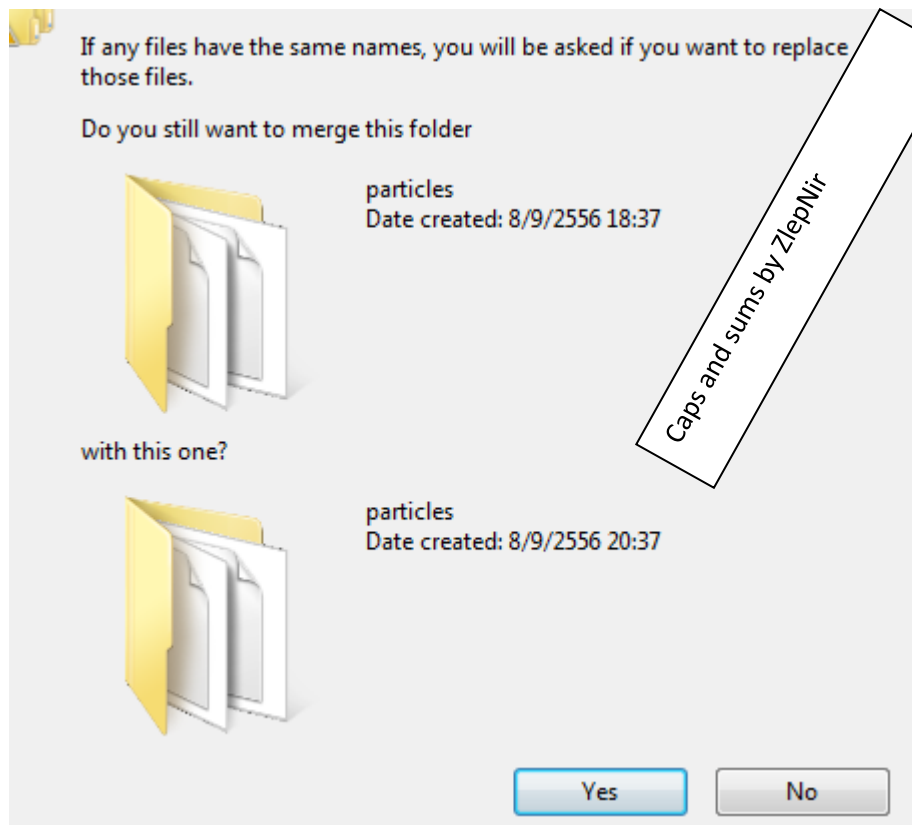 If any files have the same names, you will be asked if you want to replace
those files.
Do you still want to merge this folder
particles
Date created: 8/9/2556 18:37
Caps and sums by ZlepNir
with this one?
particles
Date created: 8/9/2556 20:37
Yes
No